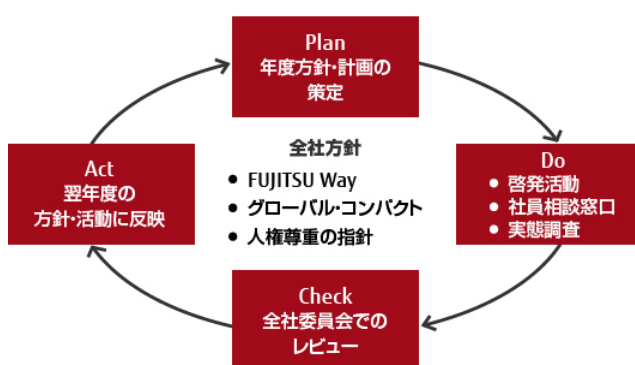 Plan
年度方針・計画の
策定
全社方針
● FUJITSU Way
● グローバル・コンパクト
● 人権尊重の指針
Do
● 啓発活動
● 社員相談窓口
● 実態調査
Check
全社委員会での
レビュー
Act
翌年度の
方針・活動に反映